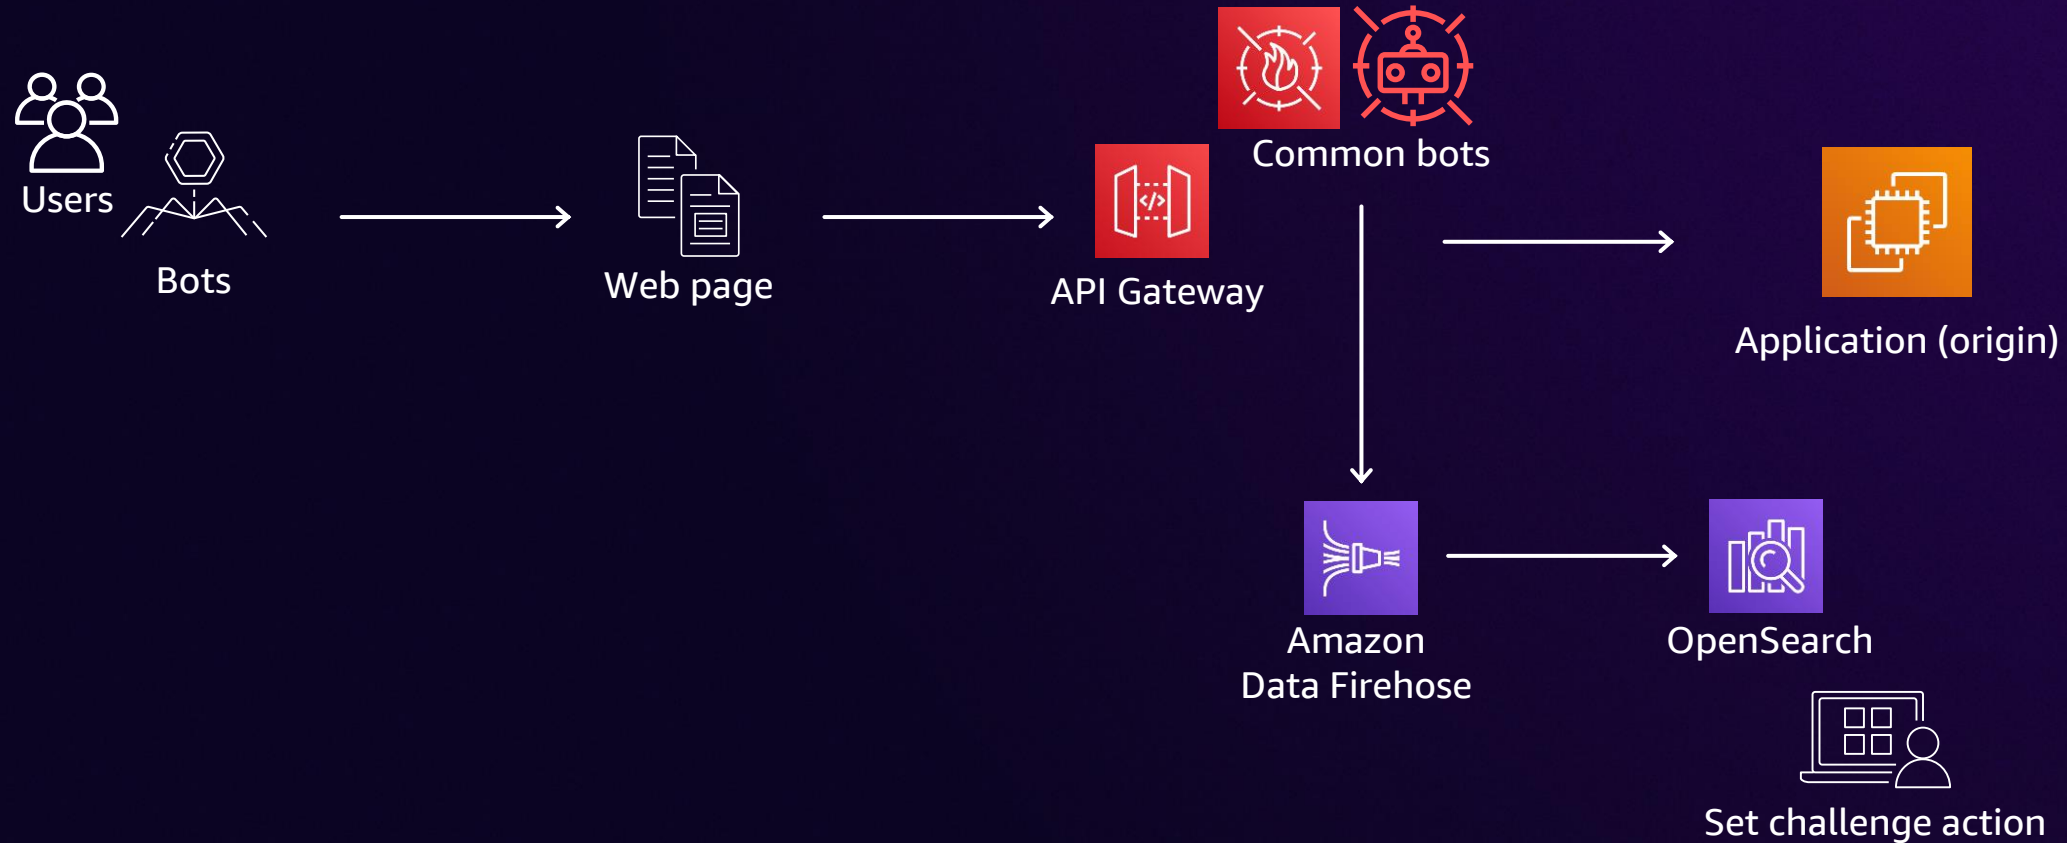 Users
Bots
Web page
API Gateway
Common bots
</>
Application (origin)
Amazon
Data Firehose
OpenSearch
Set challenge action